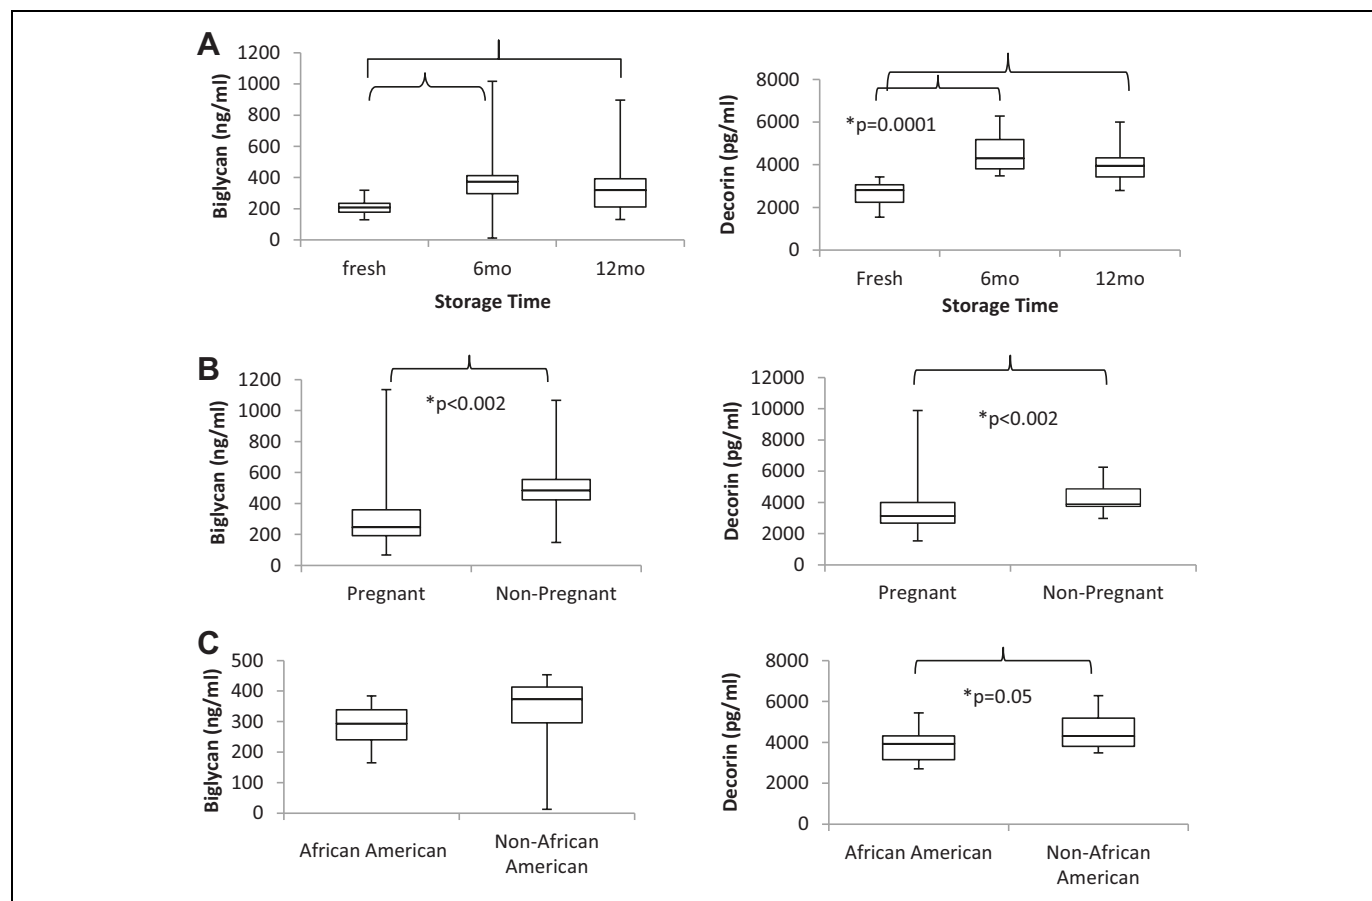 A
Biglycan (ng/ml)
1200
1000
800
600
400
200
0
fresh 6mo 12mo
Storage Time
Decorin (pg/ml)
8000
6000
4000
2000
0
*p=0.0001
Fresh 6mo 12mo
Storage Time
B
Biglycan (ng/ml)
1200
1000
800
600
400
200
0
*p<0.002
Pregnant Non-Pregnant
Decorin (pg/ml)
12000
10000
8000
6000
4000
2000
0
*p<0.002
Pregnant Non-Pregnant
C
Biglycan (ng/ml)
500
400
300
200
100
0
African American Non-African
American
Decorin (pg/ml)
8000
6000
4000
2000
0
*p=0.05
African American Non-African
American